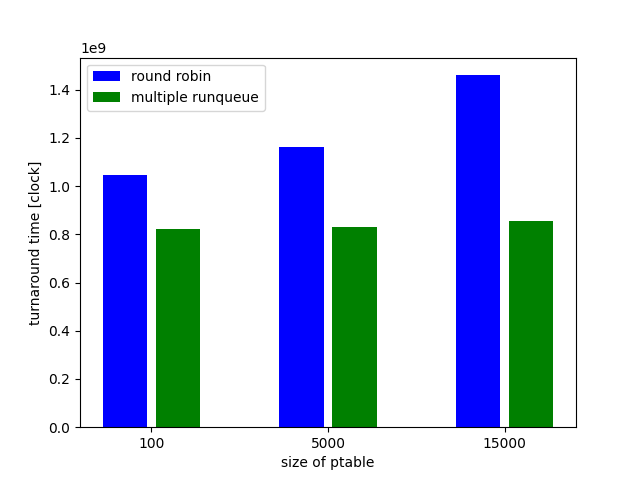 1e9
round robin
multiple runqueue
turnaround time [clock]
1.4
1.2
1.0
0.8
0.6
0.4
0.2
0.0
100 5000 15000
size of ptable